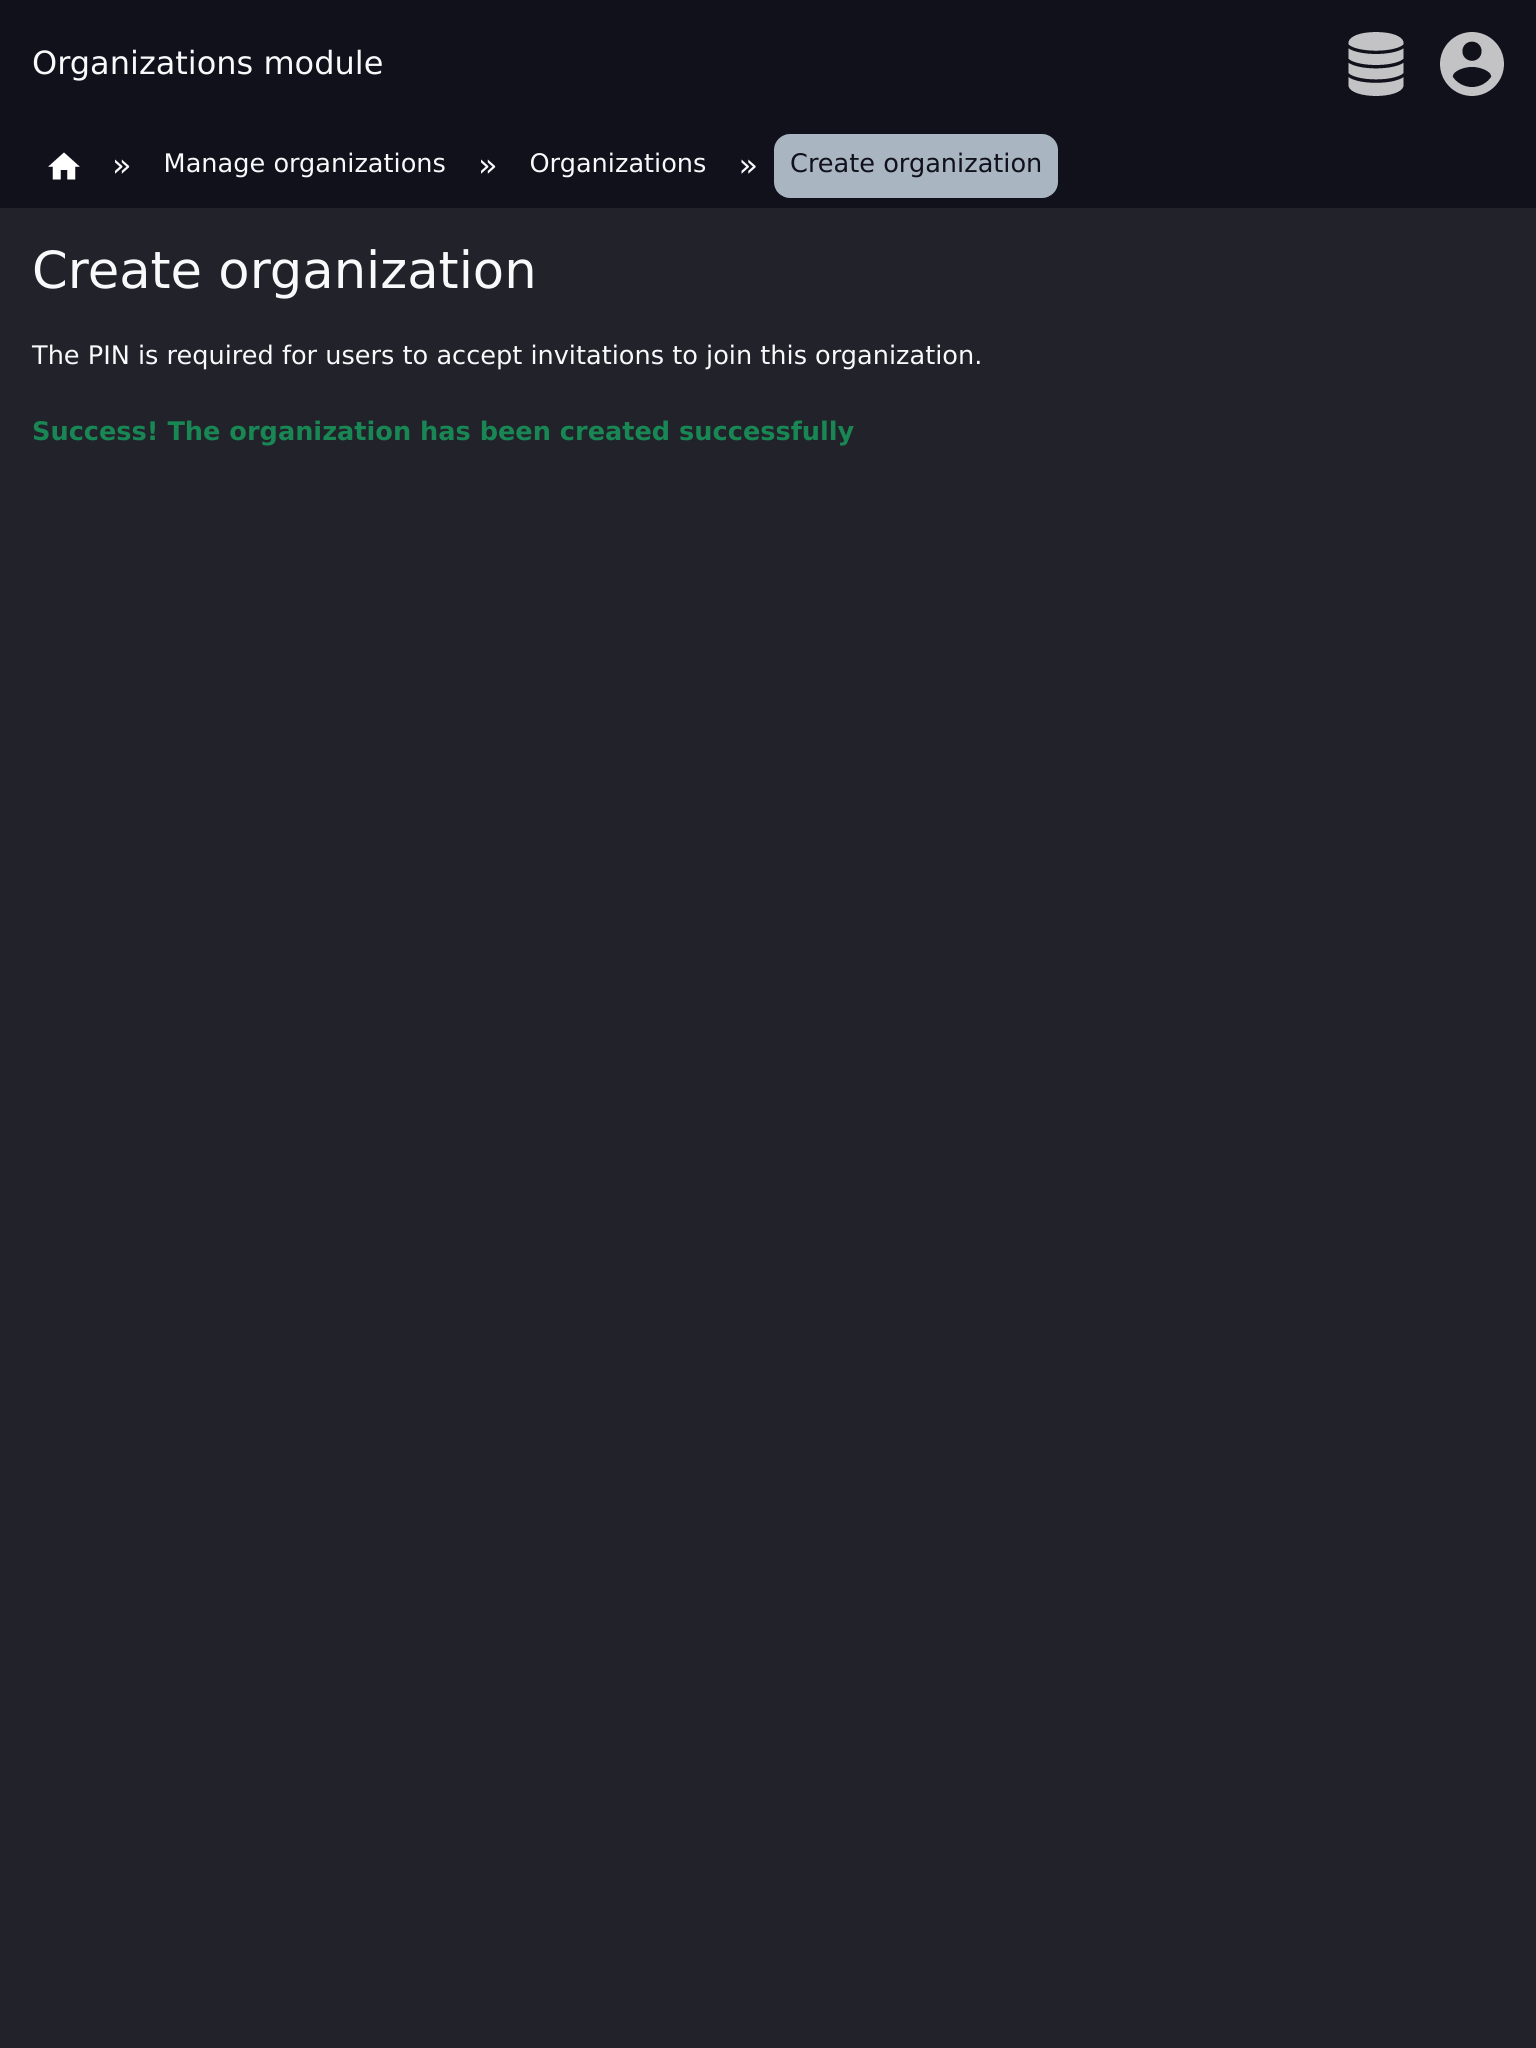 Organizations module
» Manage organizations » Organizations » Create organization
Create organization
The PIN is required for users to accept invitations to join this organization.
Success! The organization has been created successfully